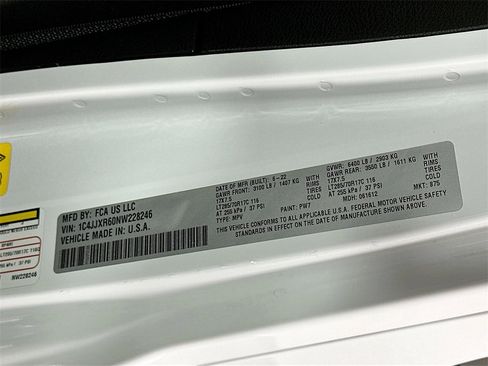 MFD BY: FCA US LLC
VIN: 1C4JJXR60NW228246
VEHICLE MADE IN: U.S.A.
DATE OF MFR (BUILT): 6-22
GAWR FRONT: 3100 LB / 1407 KG
17X7.5
LT285/70R17C 116
AT 255 KPA / 37 PSI
TYPE: MPV
PAINT: PW7
WITH
RIMS
TIRES
COLD
GVWR: 6400 LB / 2903 KG
GAWR REAR: 3550 LB / 1611 KG
17X7.5
LT285/70R17C 116
AT 255 KPA / 37 PSI
MDH: 061612
WITH
RIMS
TIRES
COLD
MKT: 875
THIS VEHICLE CONFORMS TO ALL APPLICABLE U.S.A. FEDERAL MOTOR VEHICLE SAFETY
STANDARDS IN EFFECT ON THE DATE OF MANUFACTURE SHOWN ABOVE.
NW228246